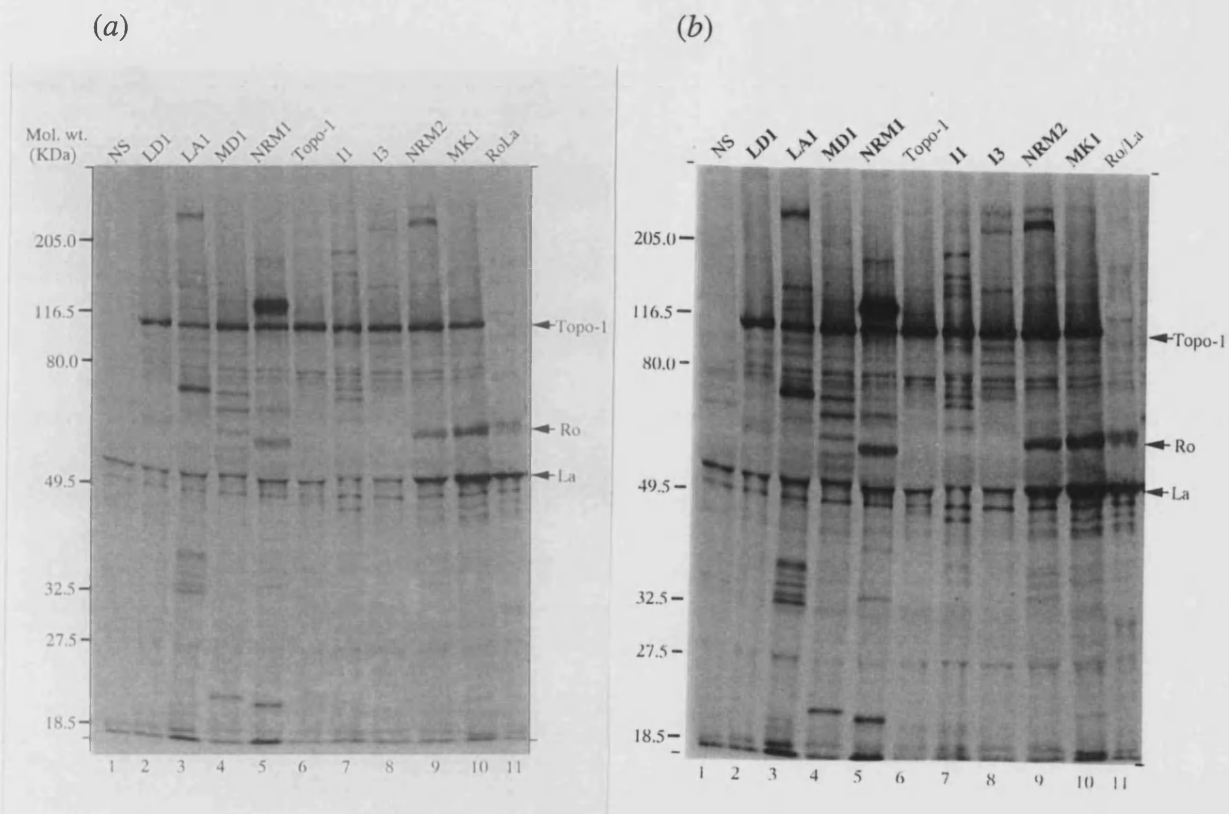 (a)
Mol. wt.
(KDa)
NS LD1 LA1 MD1 NRM1 Topo-1 I1 I3 NRM2 MK1 RoLa
205.0
116.5
Topo-1
80.0
Ro
La
49.5
32.5
27.5
18.5
1 2 3 4 5 6 7 8 9 10 11
(b)
NS LD1 LA1 MD1 NRM1 Topo-1 I1 I3 NRM2 MK1 Ro/La
205.0
116.5
Topo-1
80.0
Ro
49.5
La
32.5
27.5
18.5
1 2 3 4 5 6 7 8 9 10 11